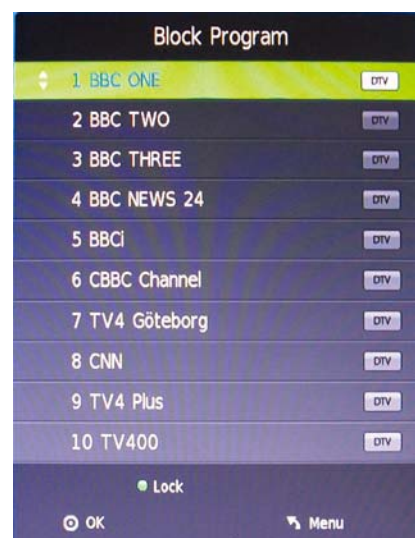 Block Program
1 BBC ONE DTV
2 BBC TWO DTV
3 BBC THREE DTV
4 BBC NEWS 24 DTV
5 BBCi DTV
6 CBBC Channel DTV
7 TV4 Göteborg DTV
8 CNN DTV
9 TV4 Plus DTV
10 TV400 DTV
Lock
OK Menu